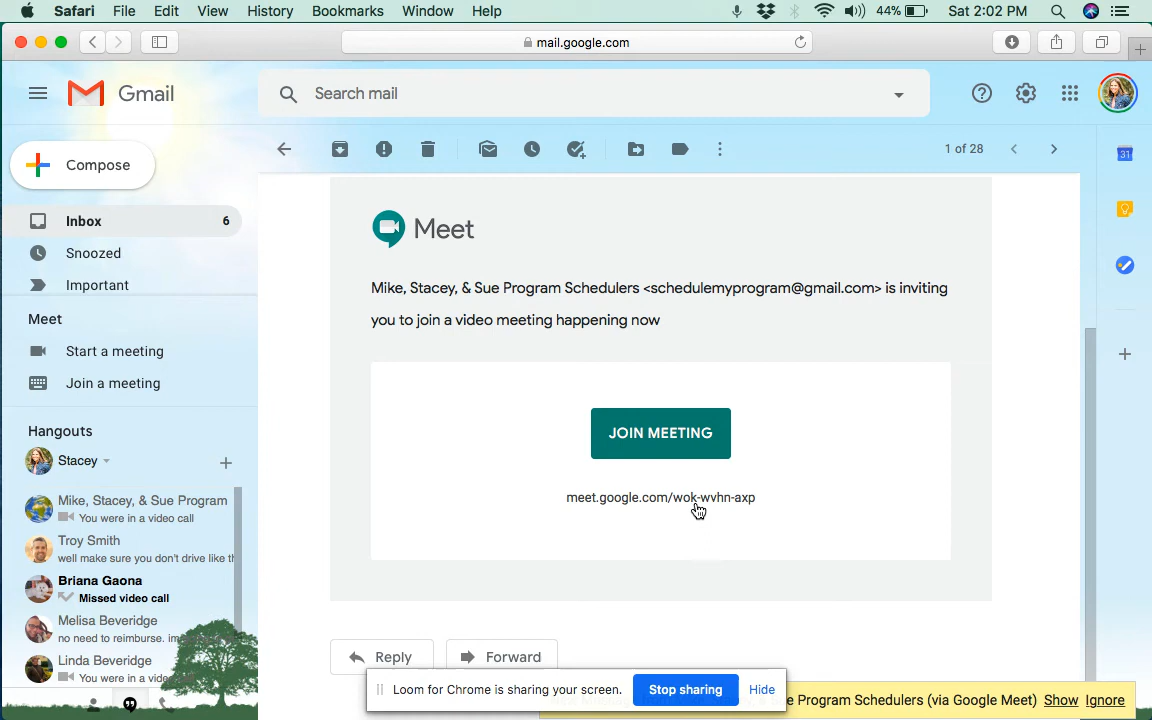 Safari File Edit View History Bookmarks Window Help 44% Sat 2:02 PM
mail.google.com
Gmail
Search mail
Compose
1 of 28
31
Inbox 6
Snoozed
Important
Meet
Start a meeting
Join a meeting
Hangouts
Stacey
Mike, Stacey, & Sue Program
You were in a video call
Troy Smith
well make sure you don't drive like
Briana Gaona
Missed video call
Melisa Beveridge
no need to reimburse.
Linda Beveridge
You were in a
Meet
Mike, Stacey, & Sue Program Schedulers <schedulemyprogram@gmail.com> is inviting
you to join a video meeting happening now
JOIN MEETING
meet.google.com/wok-wvhn-axp
Reply Forward
Loom for Chrome is sharing your screen. Stop sharing Hide
Program Schedulers (via Google Meet) Show Ignore